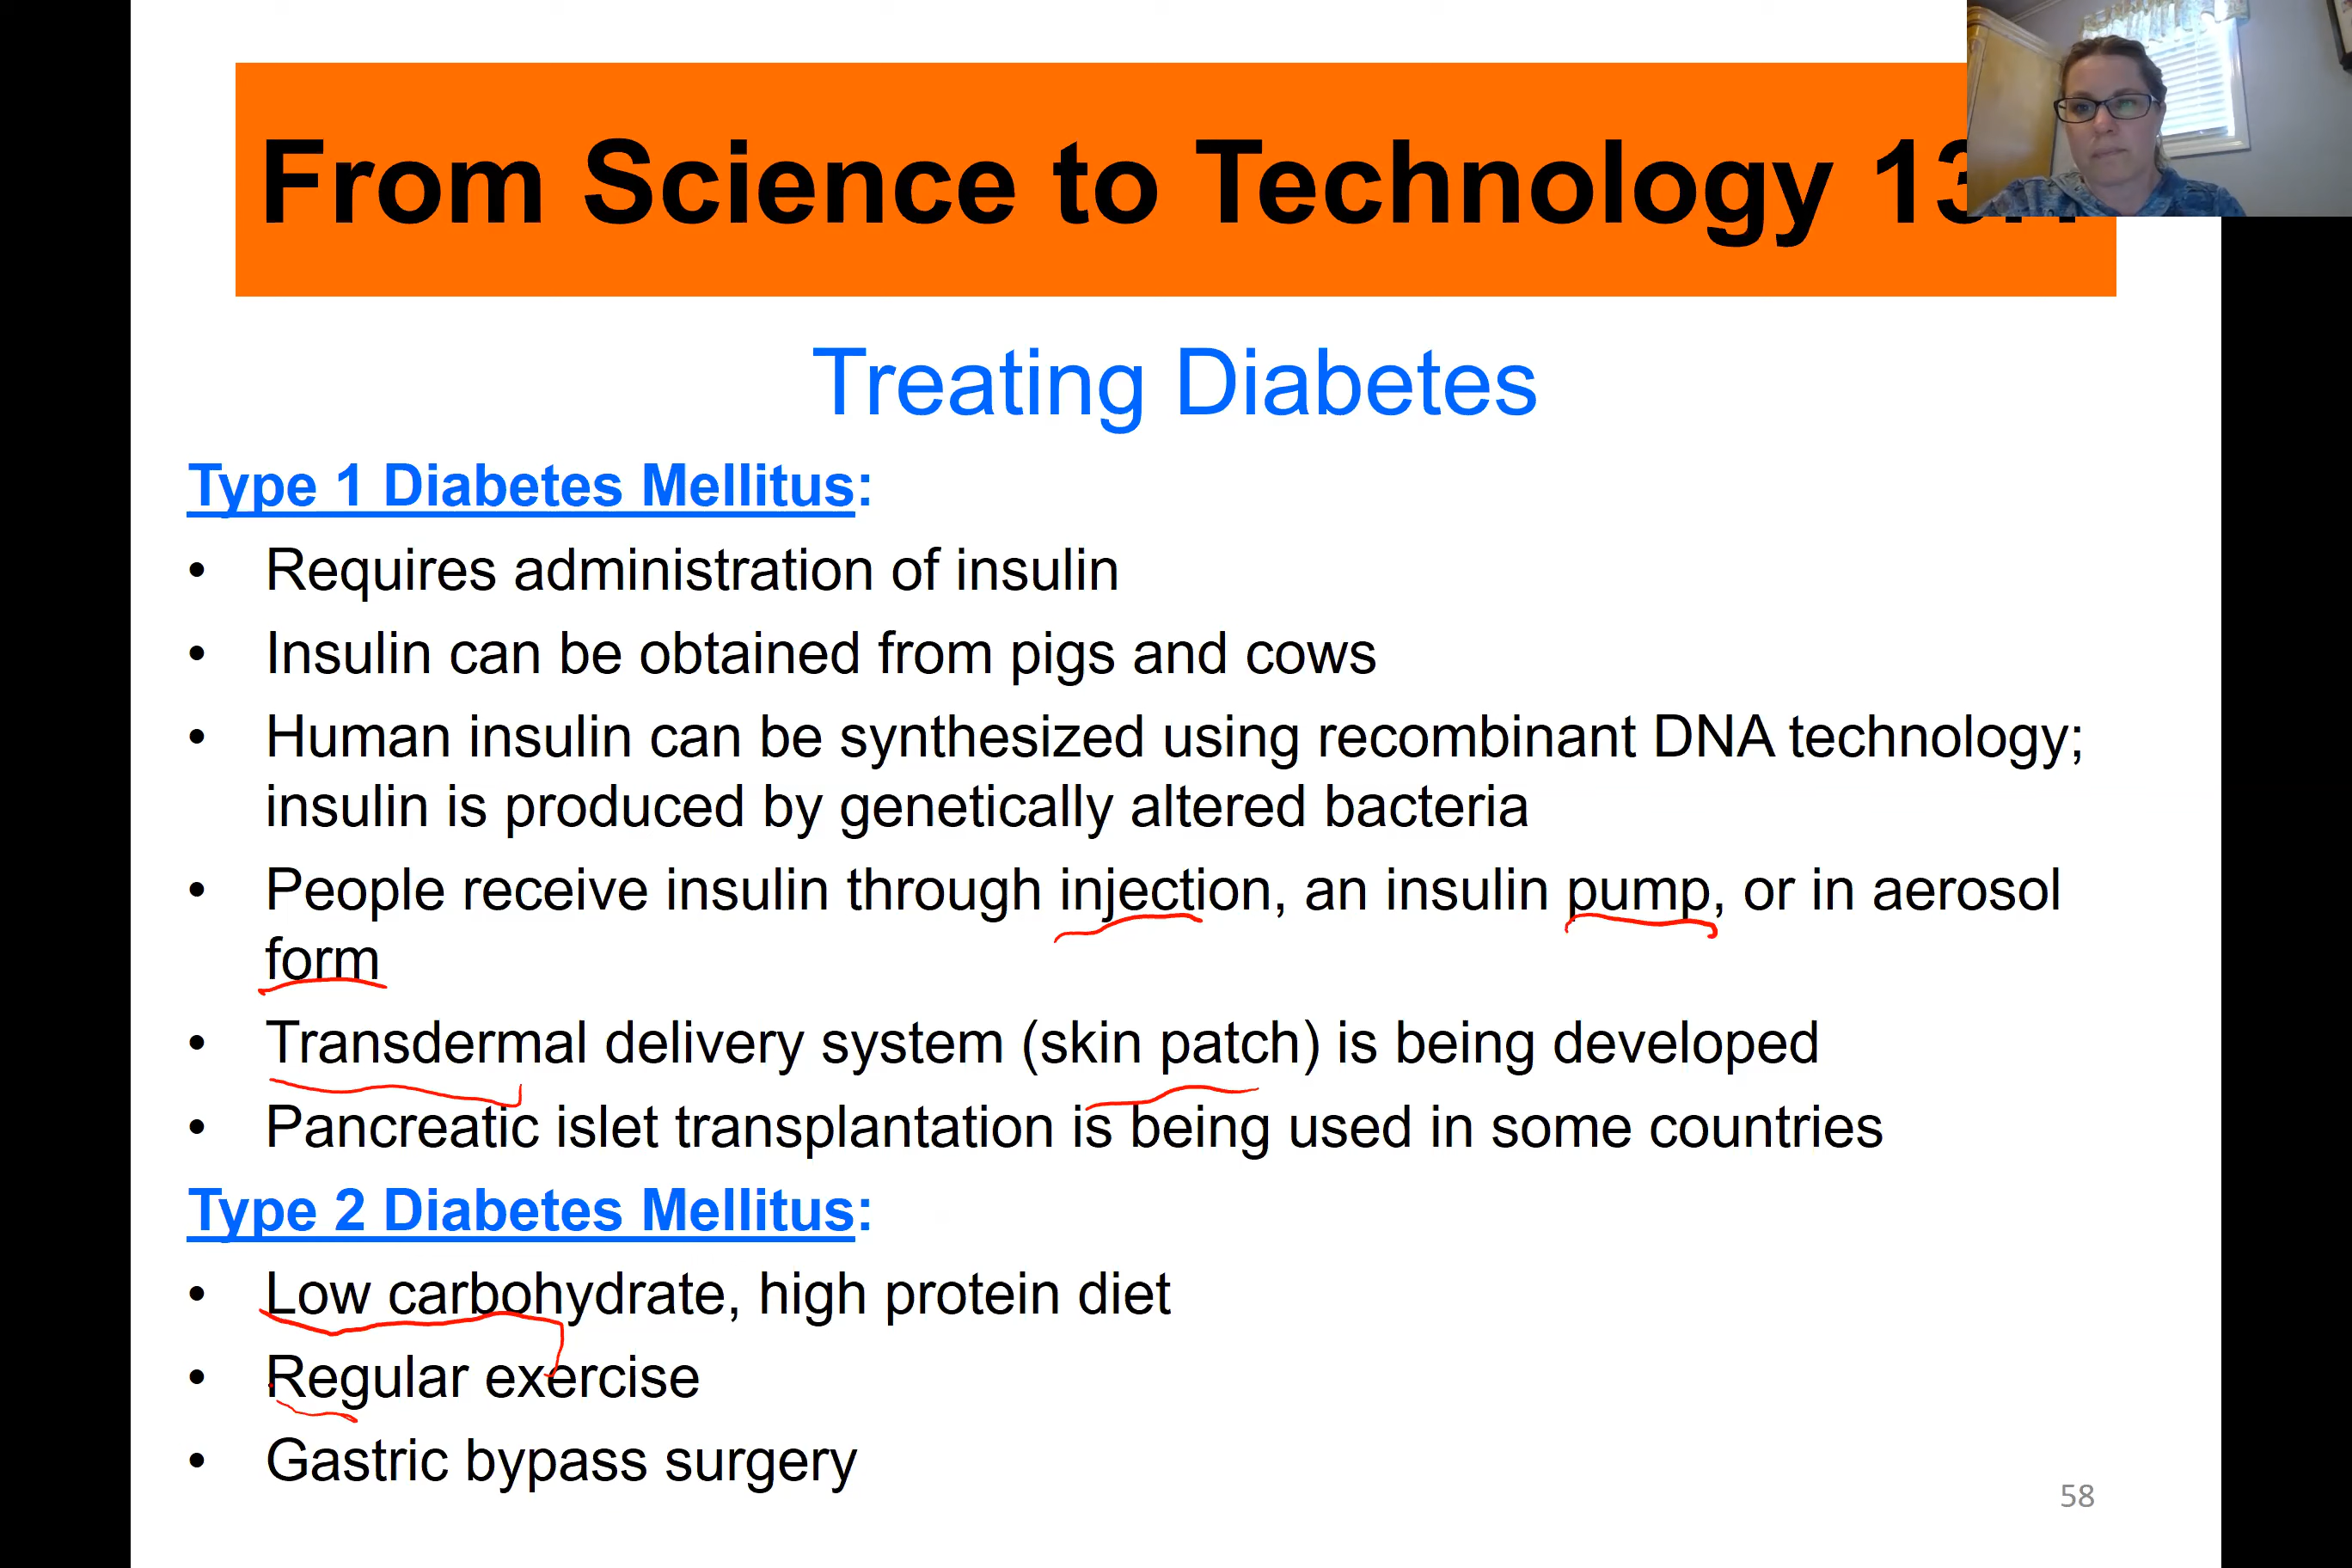 From Science to Technology
Treating Diabetes
Type 1 Diabetes Mellitus:
• Requires administration of insulin
• Insulin can be obtained from pigs and cows
• Human insulin can be synthesized using recombinant DNA technology;
insulin is produced by genetically altered bacteria
• People receive insulin through injection, an insulin pump, or in aerosol
form
• Transdermal delivery system (skin patch) is being developed
• Pancreatic islet transplantation is being used in some countries
Type 2 Diabetes Mellitus:
• Low carbohydrate, high protein diet
• Regular exercise
• Gastric bypass surgery
58